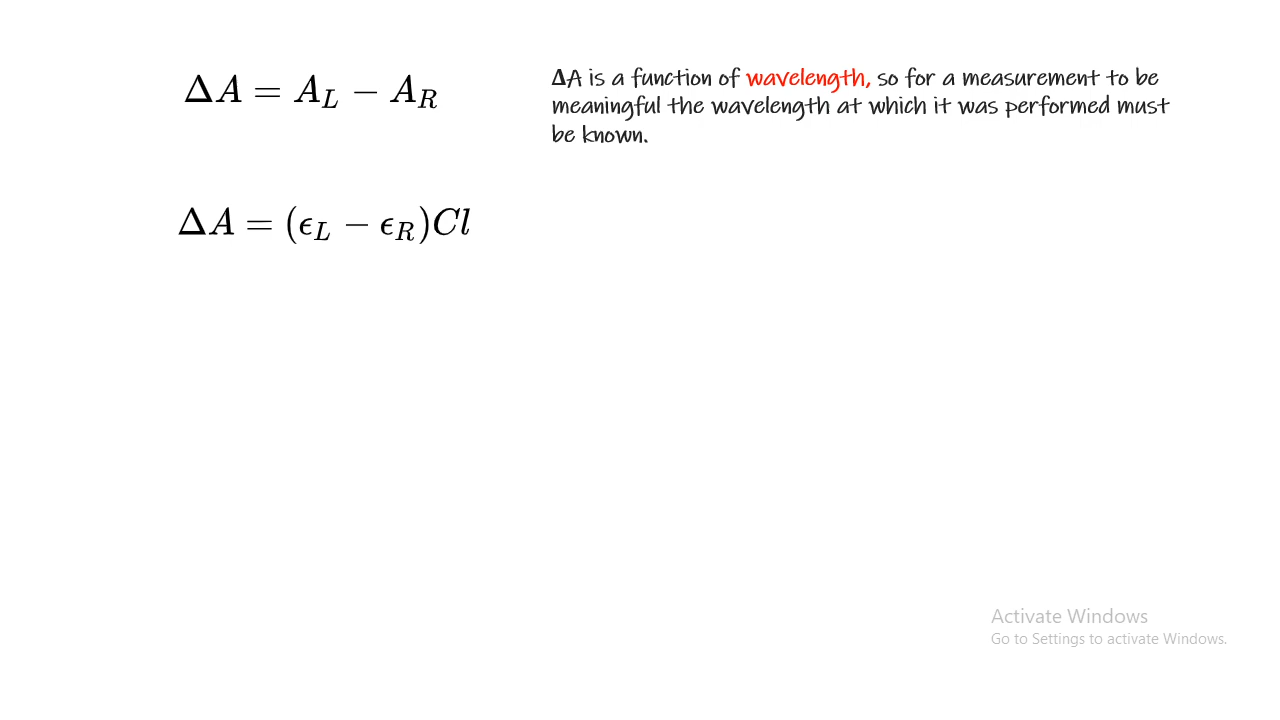 ΔA = A_L − A_R
ΔA is a function of wavelength, so for a measurement to be
meaningful the wavelength at which it was performed must
be known.
ΔA = (ϵ_L − ϵ_R)Cl
Activate Windows
Go to Settings to activate Windows.